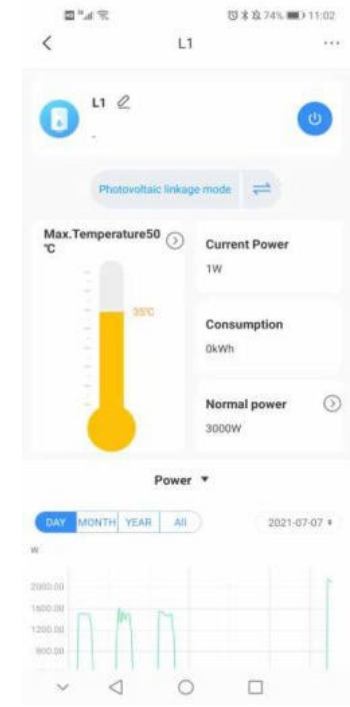 74% 11:02
L1
L1
-
Photovoltaic linkage mode
Max.Temperature50
℃
35℃
Current Power
1W
Consumption
0kWh
Normal power
3000W
Power
DAY MONTH YEAR All 2021-07-07
W
2000.00
1600.00
1200.00
800.00